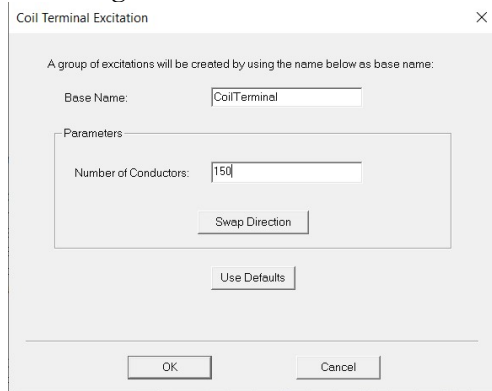 Coil Terminal Excitation
A group of excitations will be created by using the name below as base name:
Base Name: CoilTerminal
Parameters
Number of Conductors: 150
Swap Direction
Use Defaults
OK Cancel